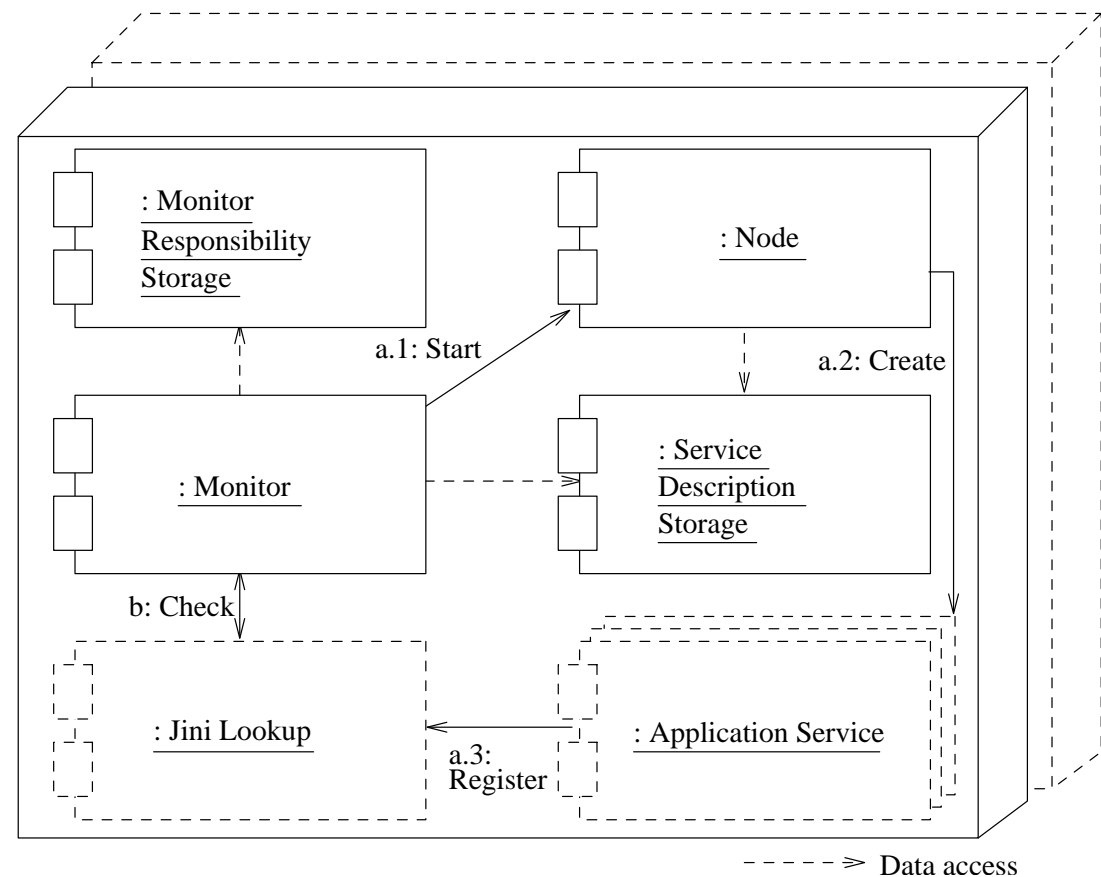 : Monitor
Responsibility
Storage
: Node
a.1: Start
a.2: Create
: Monitor
: Service
Description
Storage
b: Check
: Jini Lookup
a.3:
Register
: Application Service
Data access